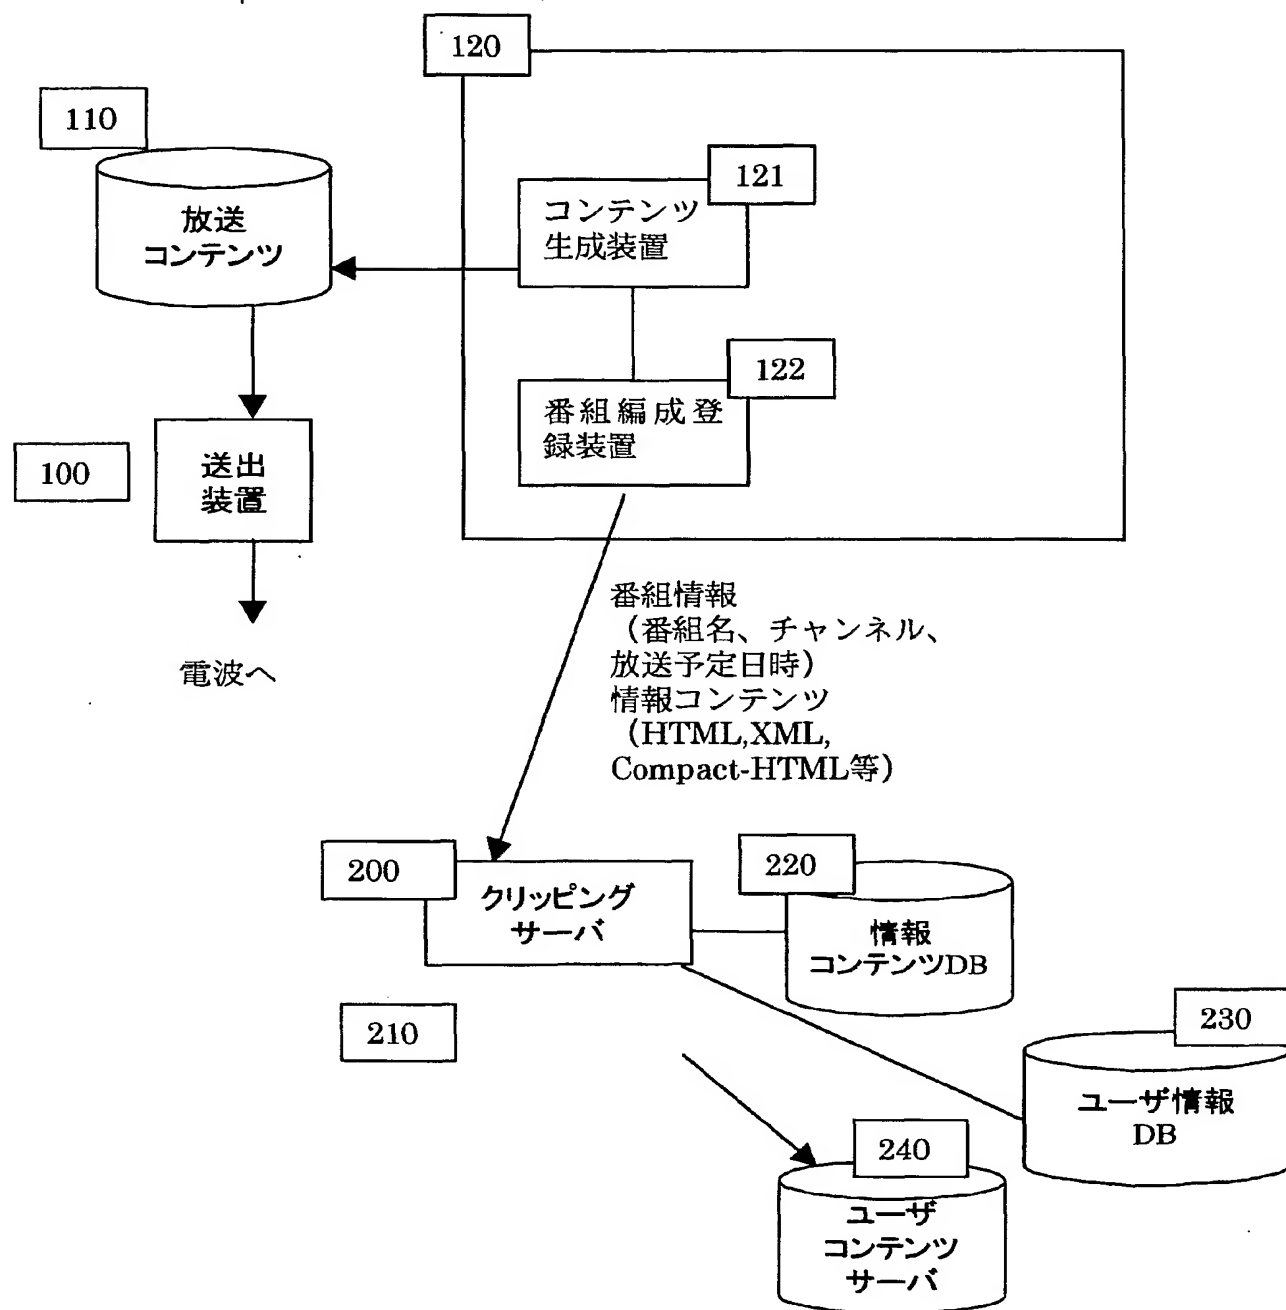 120
110
放送
コンテンツ
121
コンテンツ
生成装置
122
番組編成登
録装置
100
送出
装置
電波へ
番組情報
（番組名、チャンネル、
放送予定日時）
情報コンテンツ
（HTML,XML,
Compact-HTML等）
200
クリッピング
サーバ
220
情報
コンテンツDB
210
230
ユーザ情報
DB
240
ユーザ
コンテンツ
サーバ